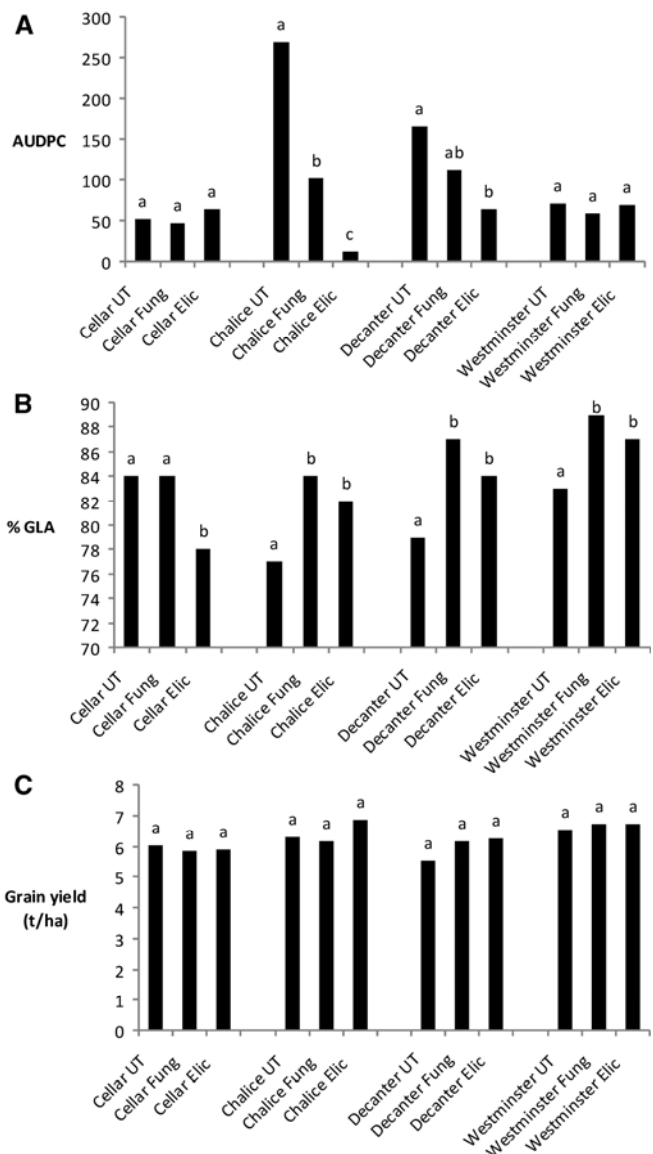 A
300
250
200
150
100
50
0
AUDPC
a
a
a
a
b
c
a
ab
b
a
a
a
Cellar UT
Cellar Fung
Cellar Elic
Chalice UT
Chalice Fung
Chalice Elic
Decanter UT
Decanter Fung
Decanter Elic
Westminster UT
Westminster Fung
Westminster Elic
B
90
88
86
84
82
80
78
76
74
72
70
% GLA
a
a
b
a
b
b
a
b
b
a
b
b
Cellar UT
Cellar Fung
Cellar Elic
Chalice UT
Chalice Fung
Chalice Elic
Decanter UT
Decanter Fung
Decanter Elic
Westminster UT
Westminster Fung
Westminster Elic
C
8
7
6
5
4
3
2
1
0
Grain yield
(t/ha)
a
a
a
a
a
a
a
a
a
a
a
a
Cellar UT
Cellar Fung
Cellar Elic
Chalice UT
Chalice Fung
Chalice Elic
Decanter UT
Decanter Fung
Decanter Elic
Westminster UT
Westminster Fung
Westminster Elic